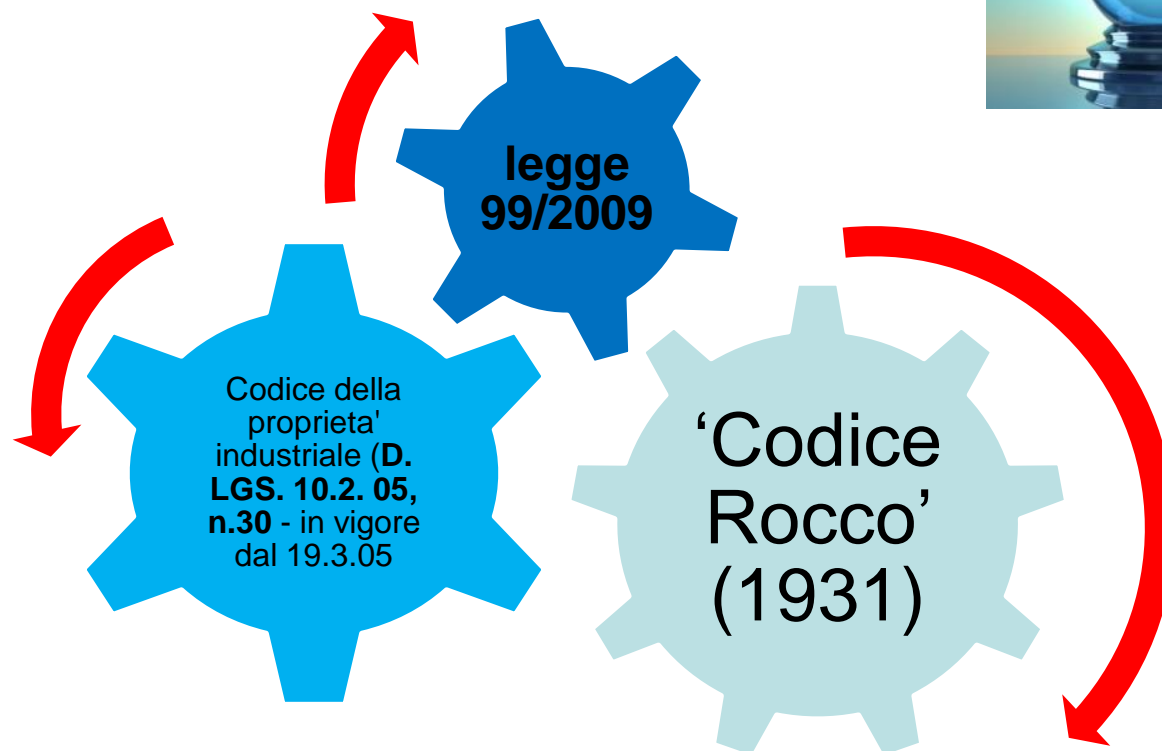 legge
99/2009
Codice della
proprieta'
industriale (D.
LGS. 10.2. 05,
n.30 - in vigore
dal 19.3.05
‘Codice
Rocco’
(1931)